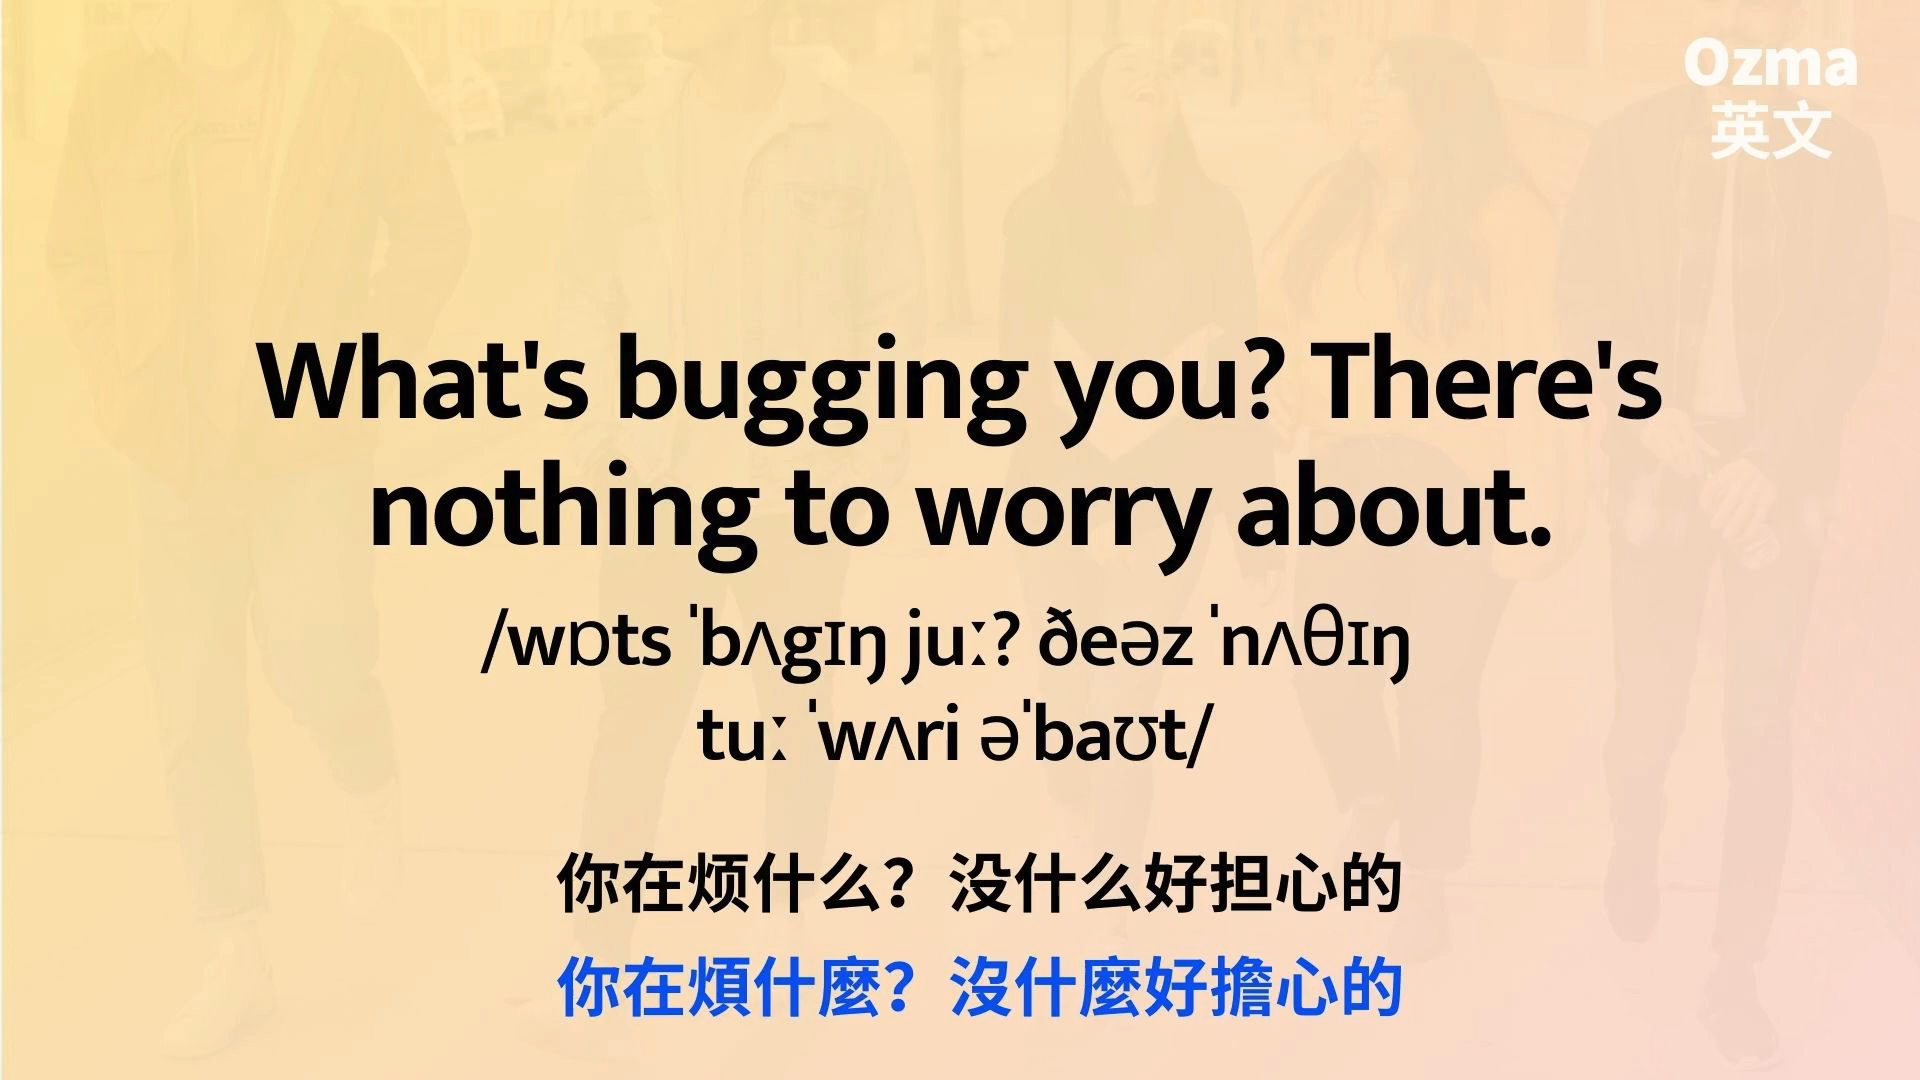 Ozma
英文
What's bugging you? There's
nothing to worry about.
/wɒts ˈbʌgɪŋ juː? ðeəz ˈnʌθɪŋ
tuː ˈwʌri əˈbaʊt/
你在烦什么？没什么好担心的
你在煩什麼？沒什麼好擔心的